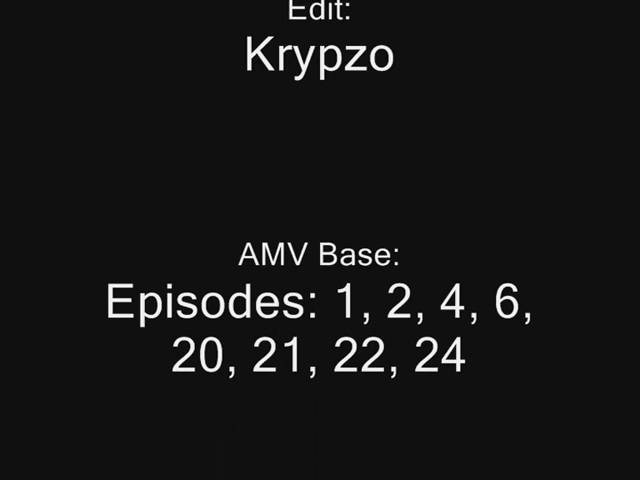 Edit:
Krypzo
AMV Base:
Episodes: 1, 2, 4, 6,
20, 21, 22, 24